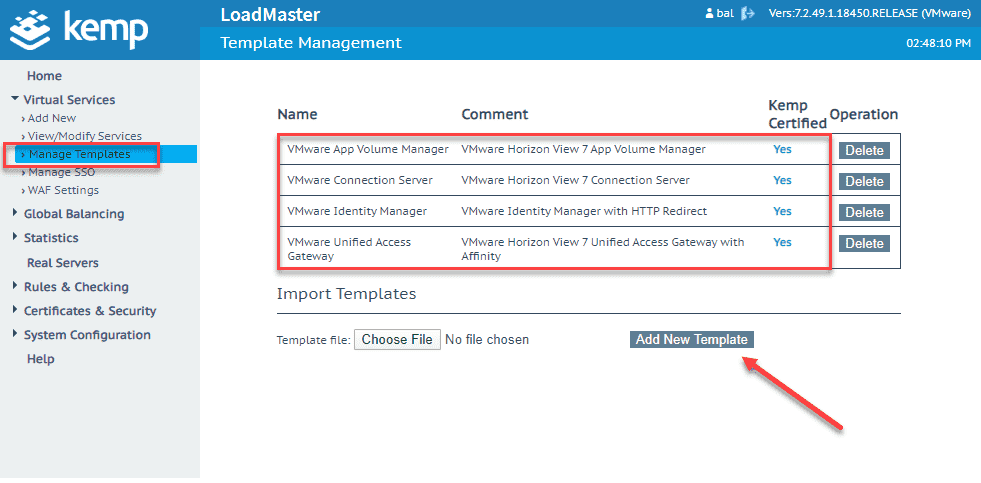 kemp
LoadMaster
bal
Vers:7.2.49.1.18450.RELEASE (VMware)
Template Management
02:48:10 PM
Home
Virtual Services
› Add New
› View/Modify Services
› Manage Templates
› Manage SSO
› WAF Settings
Global Balancing
Statistics
Real Servers
Rules & Checking
Certificates & Security
System Configuration
Help
Name
Comment
Kemp
Certified
Operation
VMware App Volume Manager
VMware Horizon View 7 App Volume Manager
Yes
Delete
VMware Connection Server
VMware Horizon View 7 Connection Server
Yes
Delete
VMware Identity Manager
VMware Identity Manager with HTTP Redirect
Yes
Delete
VMware Unified Access
Gateway
VMware Horizon View 7 Unified Access Gateway with
Affinity
Yes
Delete
Import Templates
Template file:
Choose File
No file chosen
Add New Template